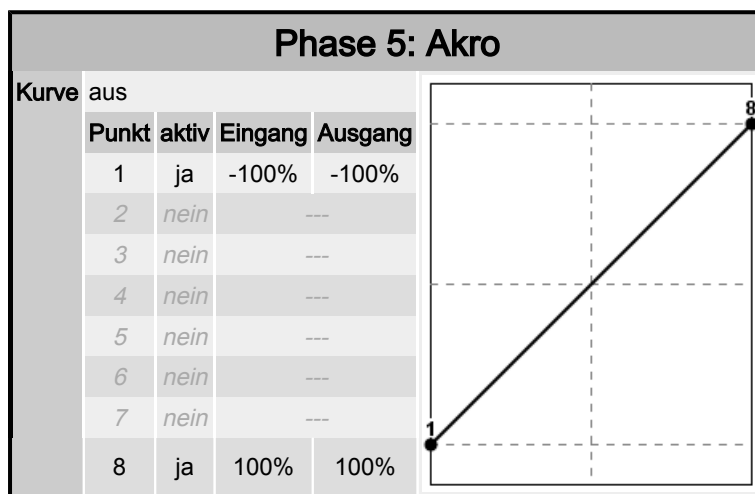 Phase 5: Akro
Kurve aus
Punkt aktiv Eingang Ausgang
1 ja -100% -100%
2 nein ---
3 nein ---
4 nein ---
5 nein ---
6 nein ---
7 nein ---
8 ja 100% 100%
8
1